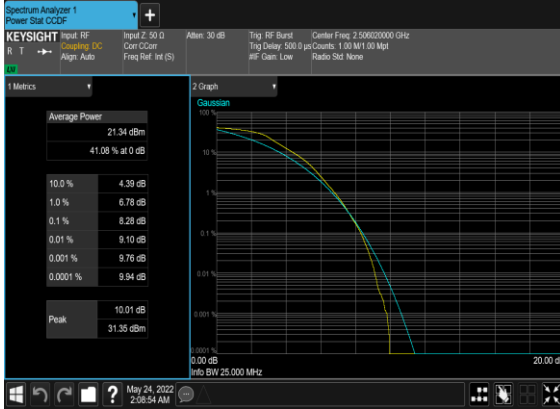 Spectrum Analyzer 1
Power Stat CCDF
+
KEYSIGHT
R T
Input: RF
Coupling: DC
Align: Auto
Input Z: 50 Ω
Corr CCorr
Freq Ref: Int (S)
Atten: 30 dB
Trig: RF Burst
Trig Delay: 500.0 µs
#IF Gain: Low
Center Freq: 2.506020000 GHz
Counts: 1.00 M/1.00 Mpt
Radio Std: None
1 Metrics
Average Power
21.34 dBm
41.08 % at 0 dB
10.0 % 4.39 dB
1.0 % 6.78 dB
0.1 % 8.28 dB
0.01 % 9.10 dB
0.001 % 9.76 dB
0.0001 % 9.94 dB
Peak
10.01 dB
31.35 dBm
2 Graph
Gaussian
100 %
10 %
1 %
0.1 %
0.01 %
0.001 %
0.0001 %
0.00 dB
20.00 d
Info BW 25.000 MHz
?
May 24, 2022
2:08:54 AM